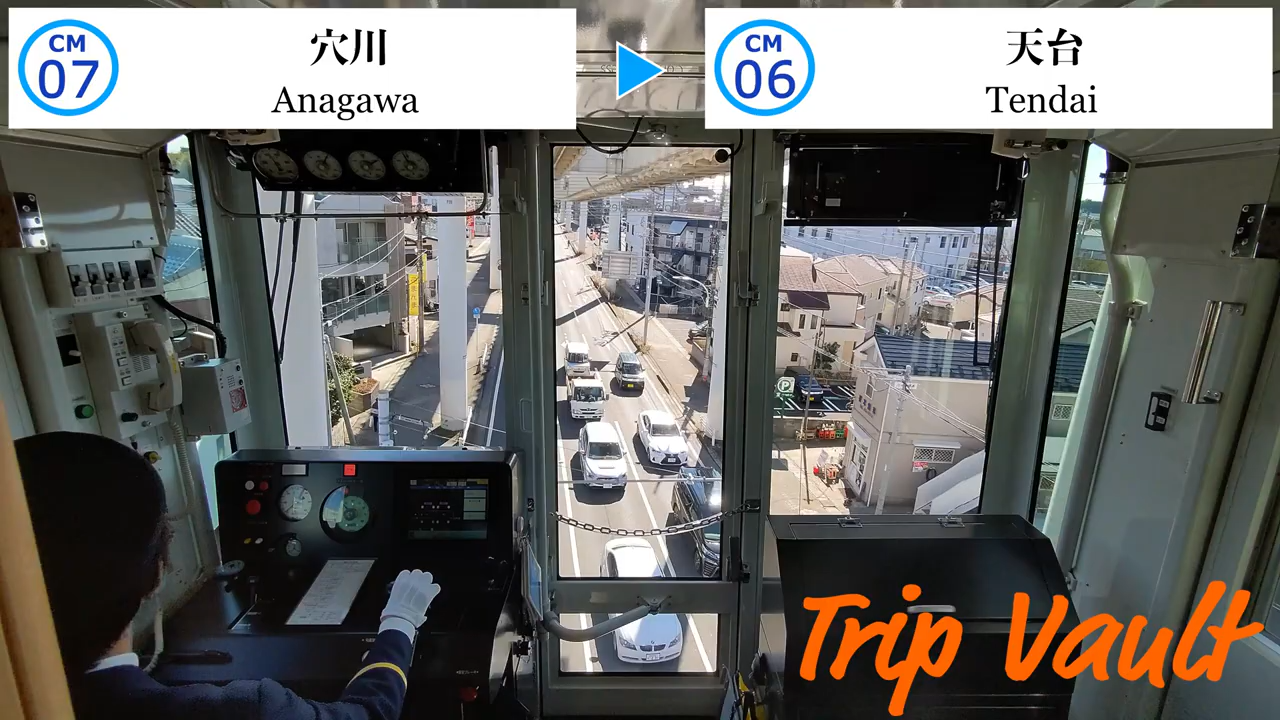 CM
07
穴川
Anagawa
CM
06
天台
Tendai
P
Trip Vault